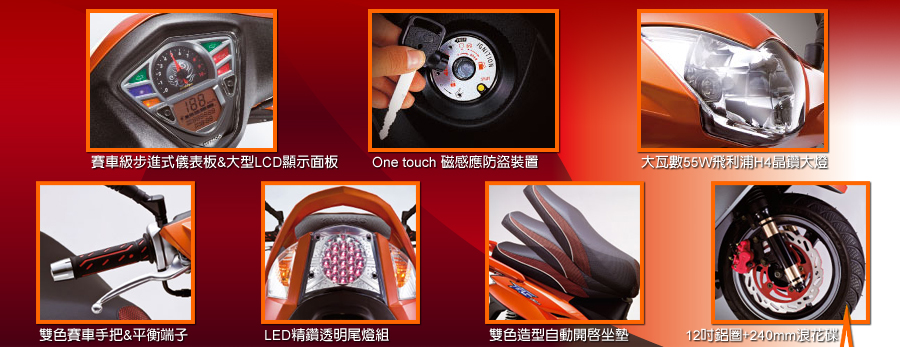 賽車級步進式儀表板&大型LCD顯示面板
One touch 磁感應防盜裝置
大瓦數55W飛利浦H4晶鑽大燈
雙色賽車手把&平衡端子
LED精鑽透明尾燈組
雙色造型自動開啓坐墊
12吋鋁圈+240mm浪花碟
188
IGNITION